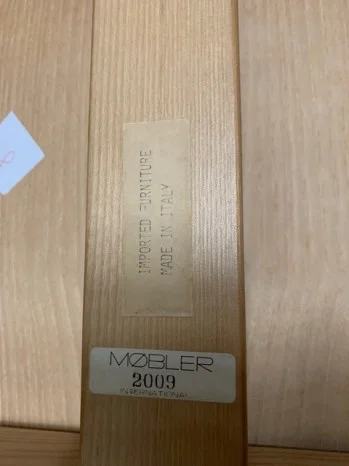 IMPORTED FURNITURE
MADE IN ITALY
MØBLER
2009
INTERNATIONAL